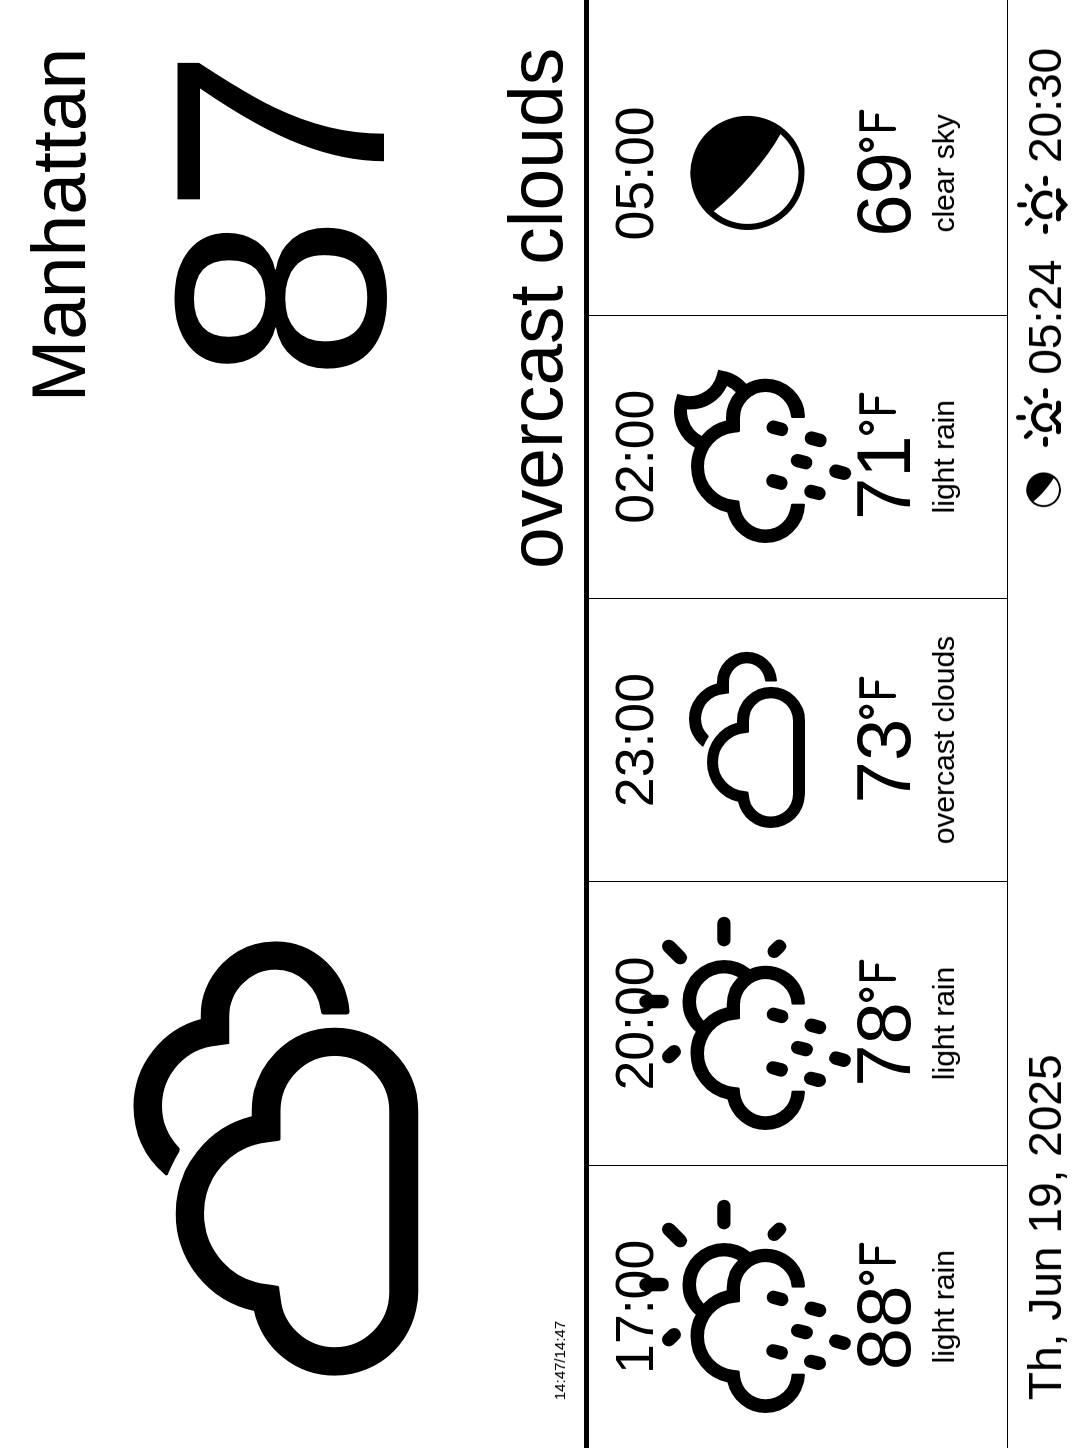 Manhattan
87
overcast clouds
14:47/14:47
17:00
88°F
light rain
20:00
78°F
light rain
23:00
73°F
overcast clouds
02:00
71°F
light rain
05:00
69°F
clear sky
Th, Jun 19, 2025 05:24 20:30